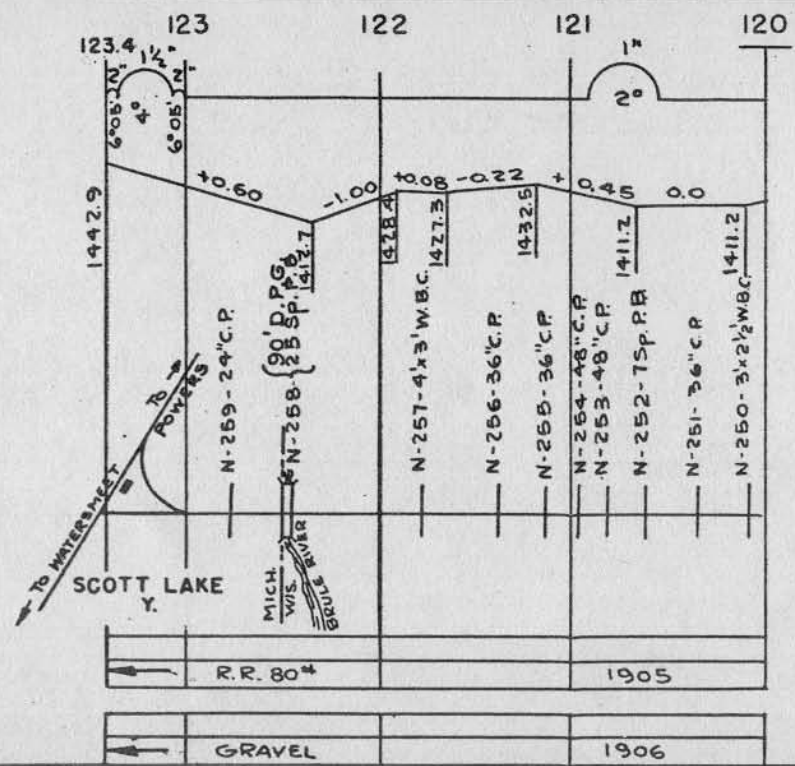 123 122 121 120
123.4
1½" 1"
2" 2"
6°05' 4° 6°05' 2°
+0.60 -1.00 +0.08 -0.22 + 0.45 0.0
1442.9 1412.7 1428.4 1427.3 1432.5 1411.2 1411.2
N-259-24"C.P.
90' D.P.G.
N-258- 25 Sp. P.B.
N-257-4'x3' W.B.C.
N-256-36"C.P.
N-255-36"C.P.
N-254-48"C.P.
N-253-48"C.P.
N-252-7Sp.P.B
N-251-36"C.P.
N-250-3'x2½'W.B.C.
TO POWERS
TO WATERSMEET
SCOTT LAKE
Y.
MICH.
WIS.
BRULE RIVER
R.R. 80# 1905
GRAVEL 1906